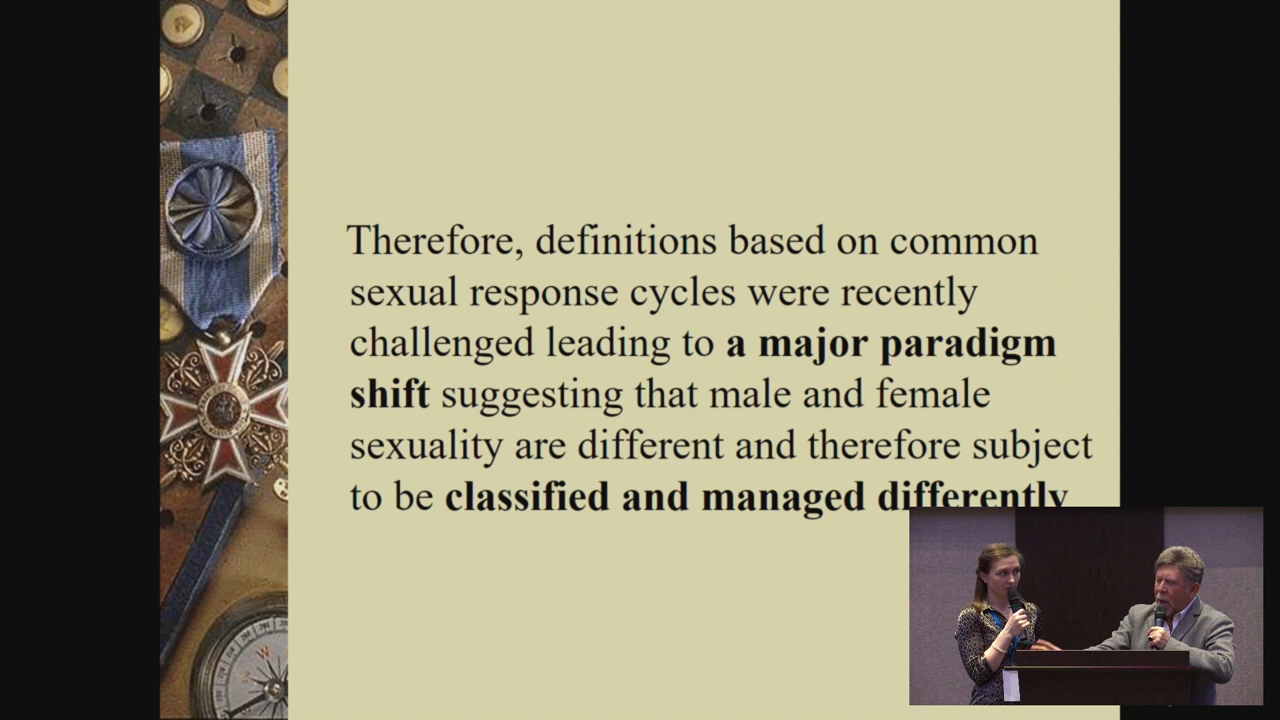 Therefore, definitions based on common
sexual response cycles were recently
challenged leading to a major paradigm
shift suggesting that male and female
sexuality are different and therefore subject
to be classified and managed differently